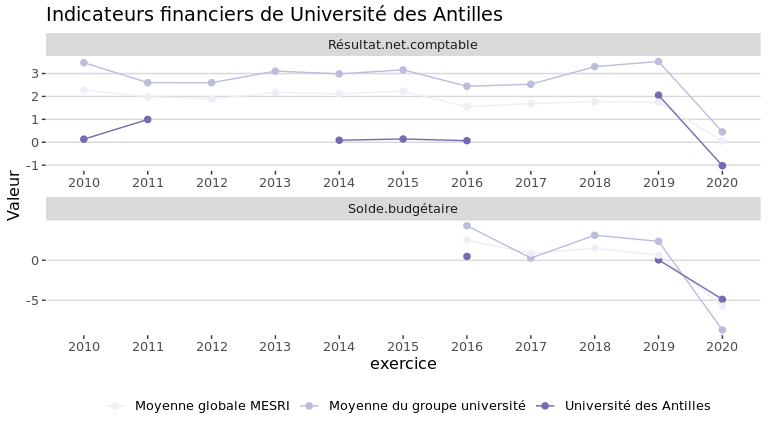 Indicateurs financiers de Université des Antilles
Résultat.net.comptable
3
2
1
0
-1
2010 2011 2012 2013 2014 2015 2016 2017 2018 2019 2020
Valeur
Solde.budgétaire
0
-5
2010 2011 2012 2013 2014 2015 2016 2017 2018 2019 2020
exercice
Moyenne globale MESRI Moyenne du groupe université Université des Antilles